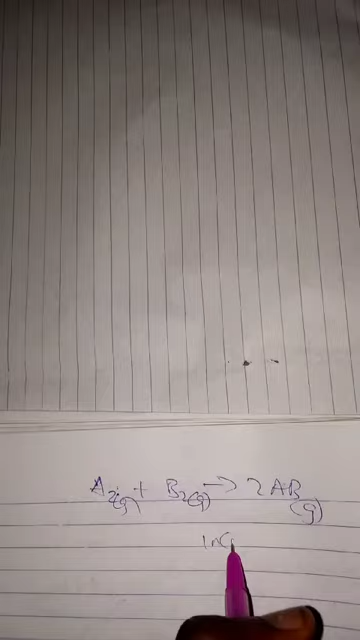 A₂(g) + B₂(g) → 2AB(g)